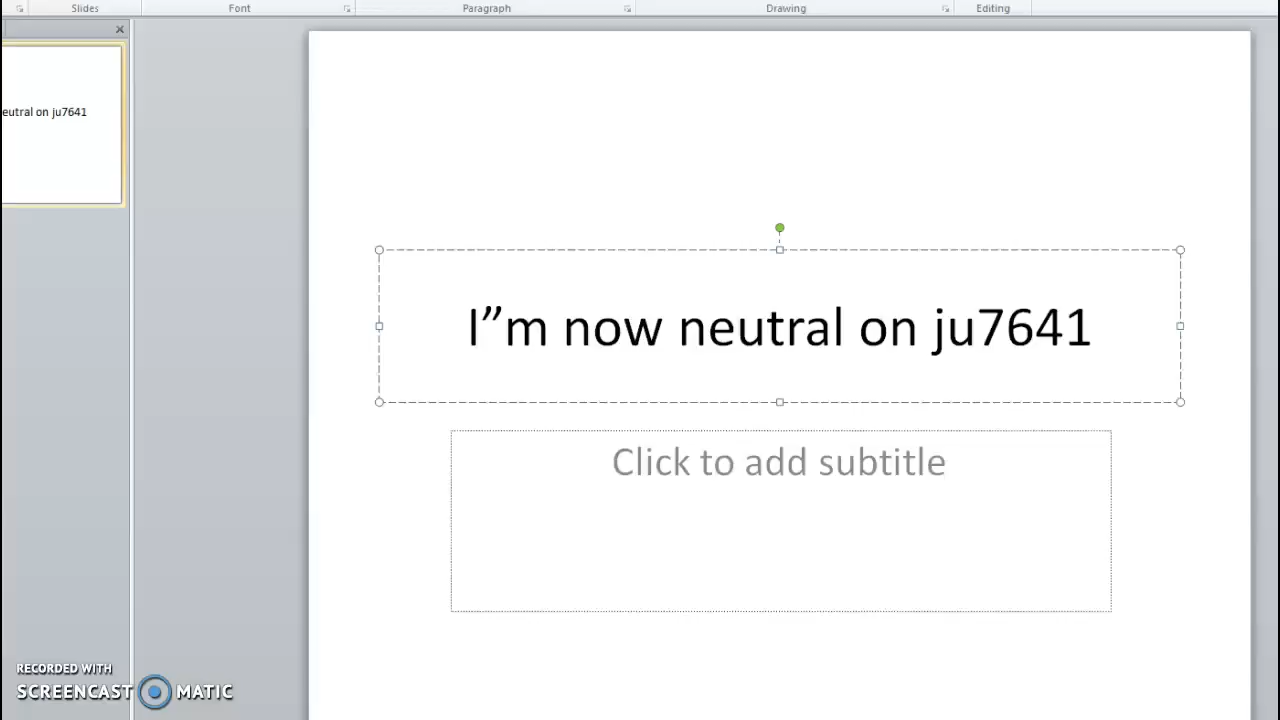 Slides Font Paragraph Drawing Editing
eutral on ju7641
I”m now neutral on ju7641
Click to add subtitle
RECORDED WITH
SCREENCAST MATIC